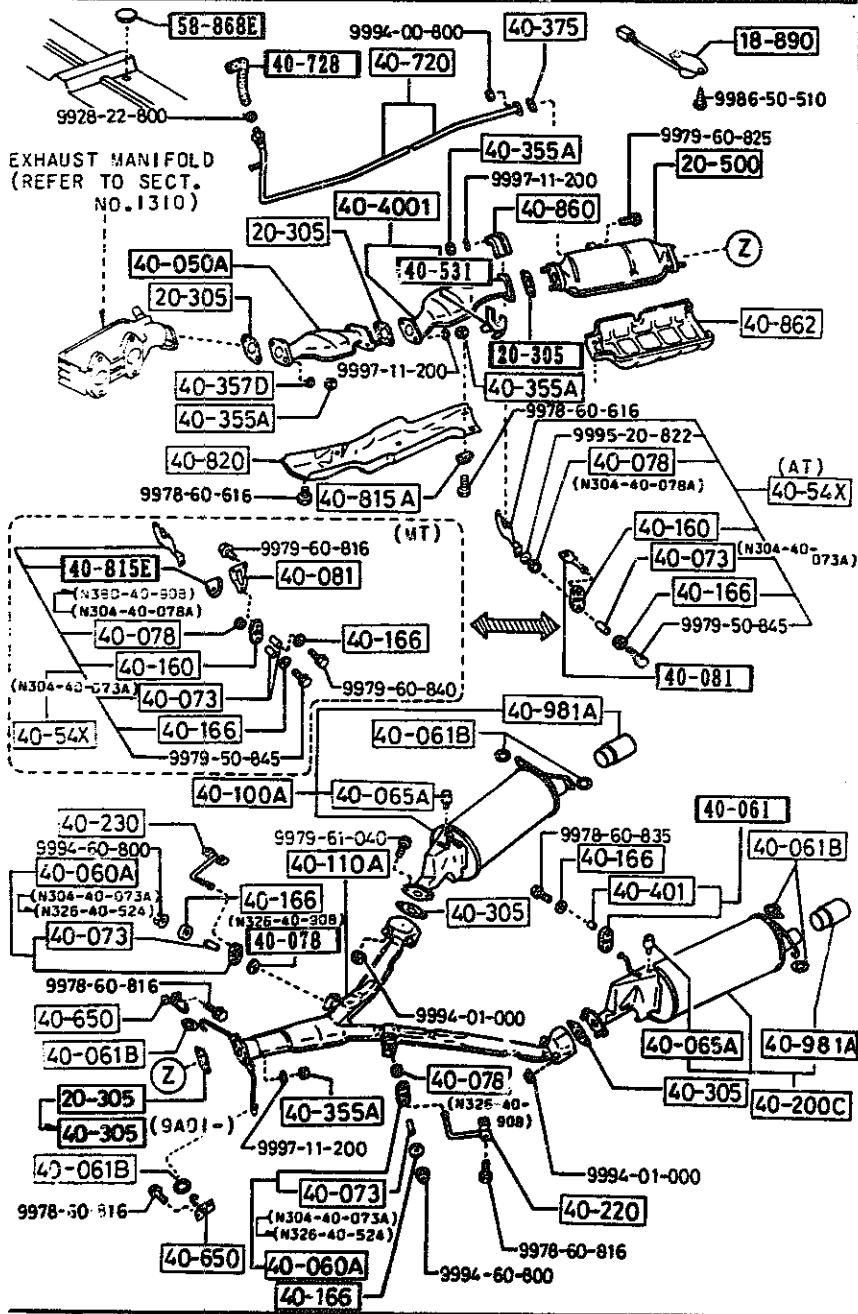 58-868E
9994-00-800
40-375
18-890
40-728
40-720
9928-22-800
9986-50-510
9979-60-825
EXHAUST MANIFOLD
(REFER TO SECT.
NO.1310)
40-355A
20-500
9997-11-200
40-4001
40-860
20-305
Z
40-050A
40-531
20-305
40-862
20-305
9997-11-200
40-357D
40-355A
40-355A
9978-60-616
9995-20-822
40-820
40-078
(AT)
(N304-40-078A)
40-54X
9978-60-616
40-815A
40-160
(MT)
40-073
(N304-40-
073A)
9979-60-816
40-815E
40-081
40-166
(N304-40-078A)
9979-50-845
40-078
40-166
40-160
40-081
(N304-40-073A)
40-073
9979-60-840
40-54X
40-166
9979-50-845
40-981A
40-061B
40-100A
40-065A
40-061
40-230
9979-61-040
9978-60-835
9994-60-800
40-061B
40-060A
40-110A
40-166
(N304-40-073A)
40-166
40-401
(N326-40-524)
(N326-40-908)
40-305
40-073
40-078
9978-60-816
9994-01-000
40-650
40-061B
40-065A
40-981A
Z
40-078
40-305
20-305
40-355A
(N326-40-
908)
40-200C
40-305
(9A01-)
9997-11-200
40-061B
9994-01-000
40-073
9978-60-816
40-220
(N304-40-073A)
(N326-40-524)
40-650
9978-60-816
40-060A
9994-60-800
40-166